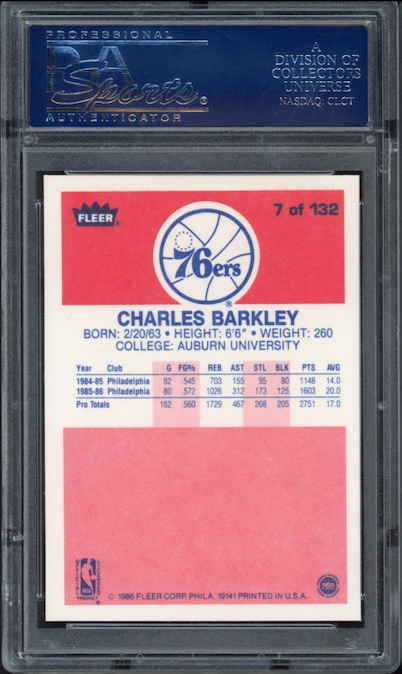 PROFESSIONAL
PSA
Sports®
AUTHENTICATOR
A
DIVISION OF
COLLECTORS
UNIVERSE
NASDAQ: CLCT
FLEER
7 of 132
76ers
®
CHARLES BARKLEY
BORN: 2/20/63 • HEIGHT: 6'6" • WEIGHT: 260
COLLEGE: AUBURN UNIVERSITY
Year Club G FG% REB AST STL BLK PTS AVG
1984-85 Philadelphia 82 .545 703 155 95 80 1148 14.0
1985-86 Philadelphia 80 .572 1026 312 173 125 1603 20.0
Pro Totals 162 .560 1729 467 268 205 2751 17.0
NBA
PRODUCT
© 1986 FLEER CORP. PHILA. 19141 PRINTED IN U.S.A.